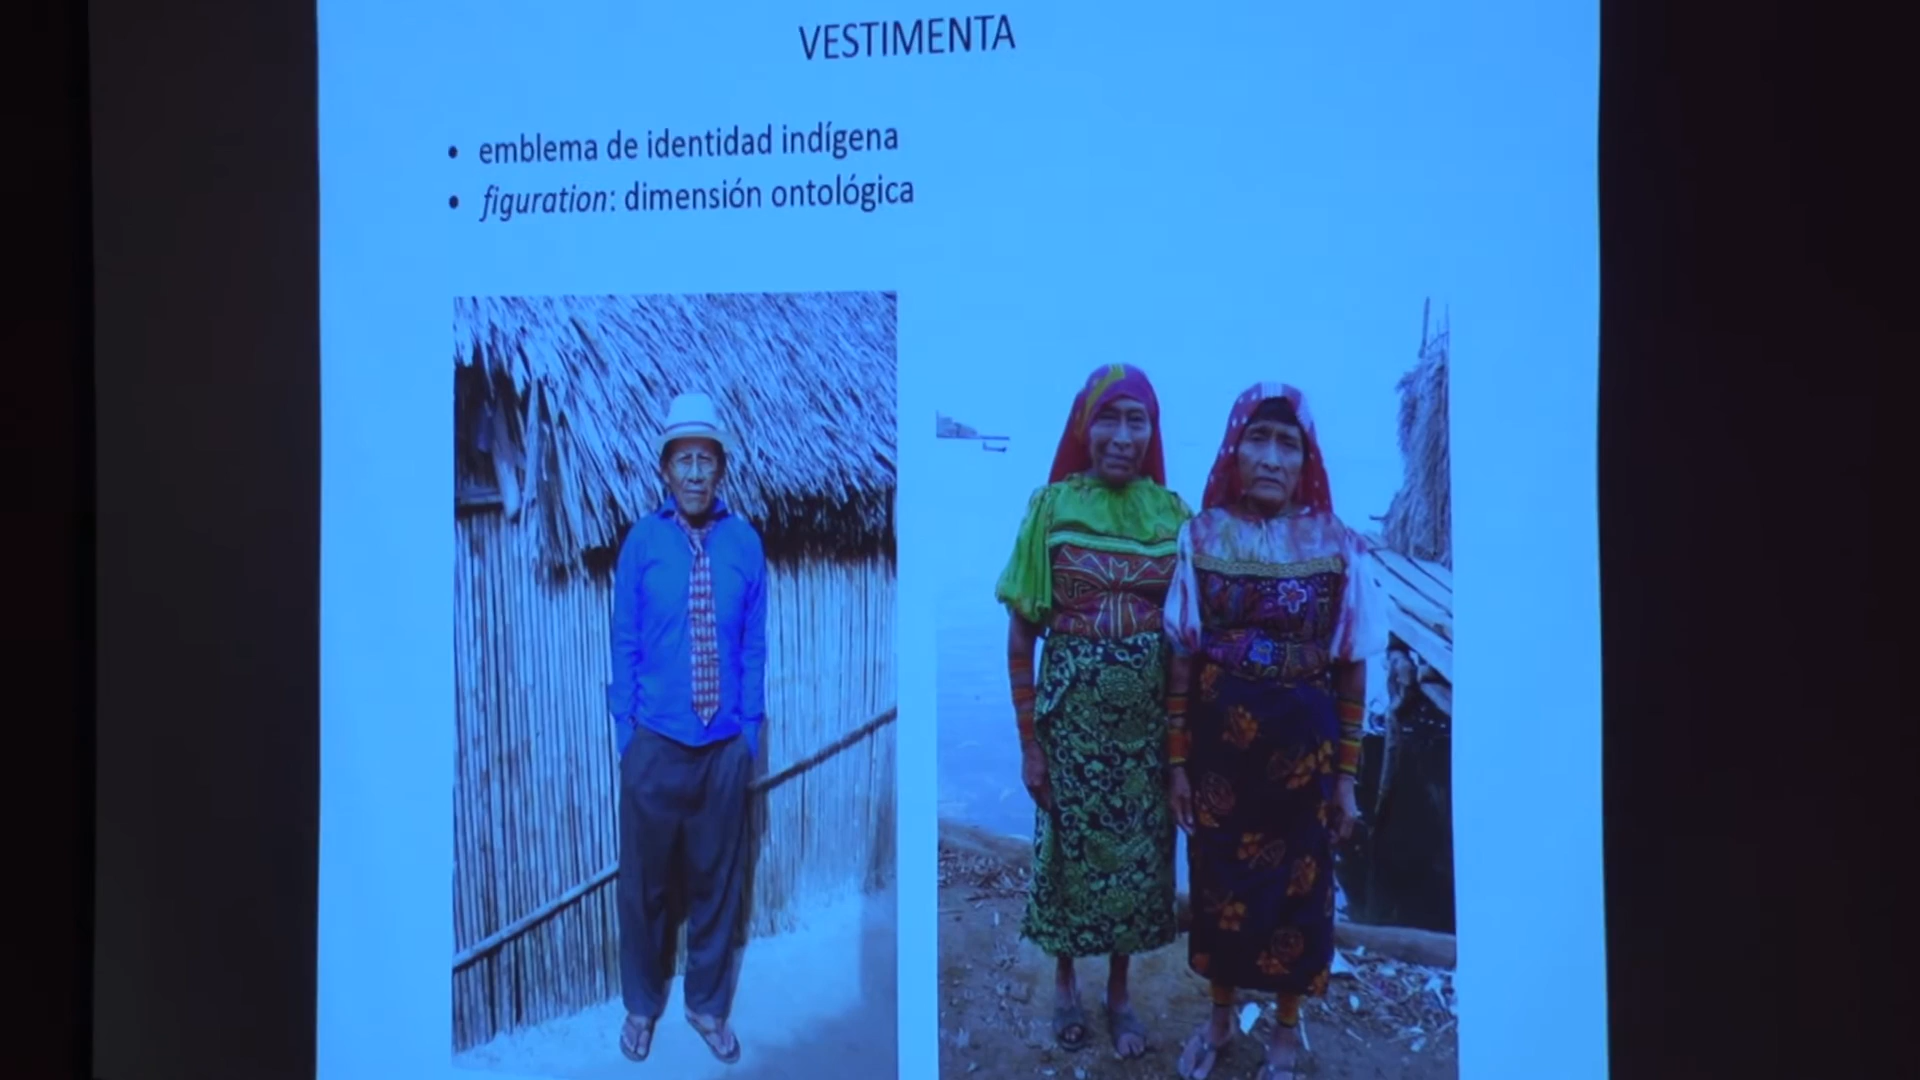 VESTIMENTA
• emblema de identidad indígena
• figuration: dimensión ontológica